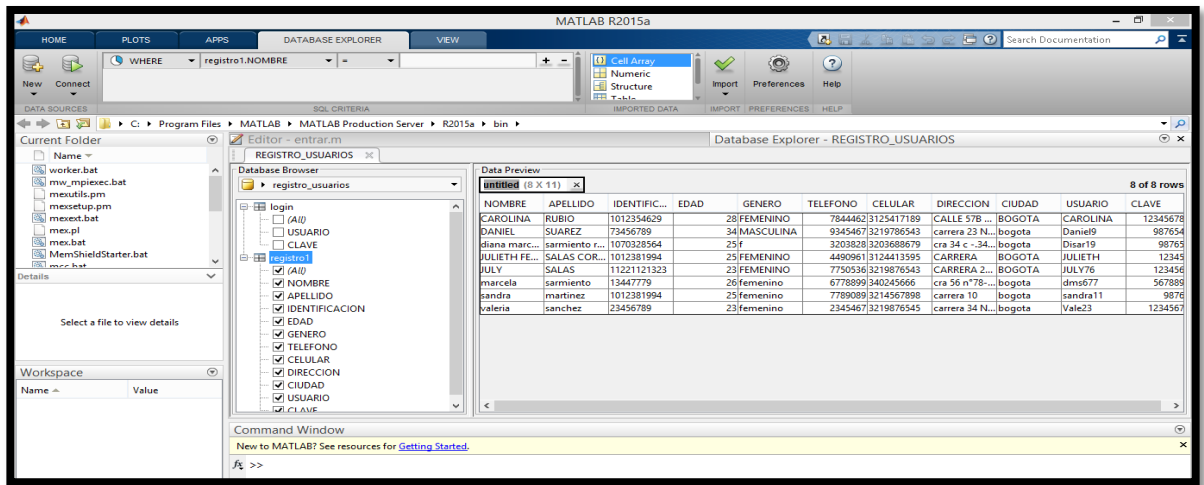 MATLAB R2015a
HOME PLOTS APPS DATABASE EXPLORER VIEW Search Documentation
WHERE registro1.NOMBRE = + -
Cell Array
Numeric
Structure
Table
New Connect Import Preferences Help
DATA SOURCES SQL CRITERIA IMPORTED DATA IMPORT PREFERENCES HELP
C: Program Files MATLAB MATLAB Production Server R2015a bin
Current Folder
Name
worker.bat
mw_mpiexec.bat
mexutils.pm
mexsetup.pm
mexext.bat
mex.pl
mex.bat
MemShieldStarter.bat
mcc.bat
Details
Select a file to view details
Workspace
Name Value
Editor - entrar.m
Database Explorer - REGISTRO_USUARIOS
REGISTRO_USUARIOS
Database Browser
registro_usuarios
login
(All)
USUARIO
CLAVE
registro1
(All)
NOMBRE
APELLIDO
IDENTIFICACION
EDAD
GENERO
TELEFONO
CELULAR
DIRECCION
CIUDAD
USUARIO
CLAVE
Data Preview
untitled (8 X 11) 8 of 8 rows
NOMBRE APELLIDO IDENTIFIC... EDAD GENERO TELEFONO CELULAR DIRECCION CIUDAD USUARIO CLAVE
CAROLINA RUBIO 1012354629 28 FEMENINO 7844462 3125417189 CALLE 57B ... BOGOTA CAROLINA 12345678
DANIEL SUAREZ 73456789 34 MASCULINA 9345467 3219786543 carrera 23 N... bogota Daniel9 987654
diana marc... sarmiento r... 1070328564 25 f 3203828 3203688679 cra 34 c -.34... bogota Disar19 98765
JULIETH FE... SALAS COR... 1012381994 25 FEMENINO 4490961 3124413595 CARRERA BOGOTA JULIETH 12345
JULY SALAS 11221121323 23 FEMENINO 7750536 3219876543 CARRERA 2... BOGOTA JULY76 123456
marcela sarmiento 13447779 26 femenino 6778899 340245666 cra 56 n°78-... bogota dms677 567889
sandra martinez 1012381994 25 femenino 7789089 3214567898 carrera 10 bogota sandra11 9876
valeria sanchez 23456789 23 femenino 2345467 3219876545 carrera 34 N... bogota Vale23 1234567
Command Window
New to MATLAB? See resources for Getting Started.
fx >>